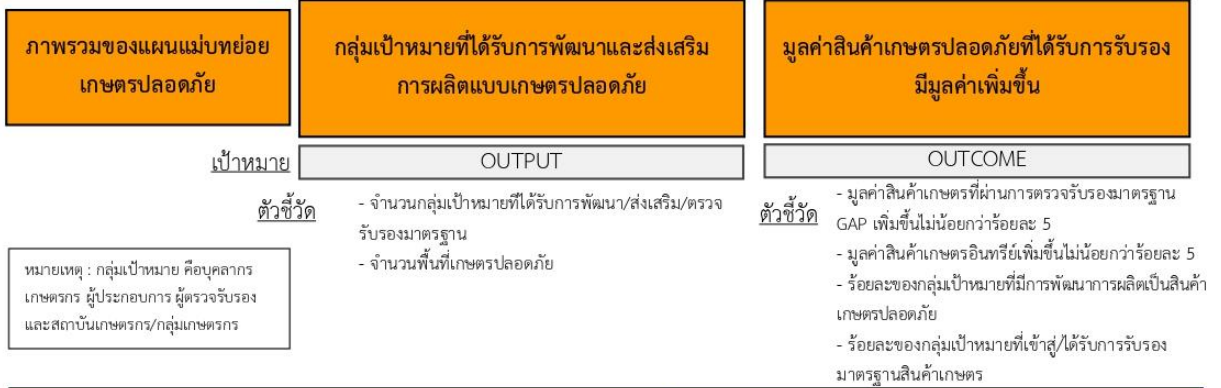 ภาพรวมของแผนแม่บทย่อย
เกษตรปลอดภัย
กลุ่มเป้าหมายที่ได้รับการพัฒนาและส่งเสริม
การผลิตแบบเกษตรปลอดภัย
มูลค่าสินค้าเกษตรปลอดภัยที่ได้รับการรับรอง
มีมูลค่าเพิ่มขึ้น
เป้าหมาย
OUTPUT
OUTCOME
ตัวชี้วัด
- จำนวนกลุ่มเป้าหมายที่ได้รับการพัฒนา/ส่งเสริม/ตรวจ
รับรองมาตรฐาน
- จำนวนพื้นที่เกษตรปลอดภัย
ตัวชี้วัด
- มูลค่าสินค้าเกษตรที่ผ่านการตรวจรับรองมาตรฐาน
GAP เพิ่มขึ้นไม่น้อยกว่าร้อยละ 5
- มูลค่าสินค้าเกษตรอินทรีย์เพิ่มขึ้นไม่น้อยกว่าร้อยละ 5
- ร้อยละของกลุ่มเป้าหมายที่มีการพัฒนาการผลิตเป็นสินค้า
เกษตรปลอดภัย
- ร้อยละของกลุ่มเป้าหมายที่เข้าสู่/ได้รับการรับรอง
มาตรฐานสินค้าเกษตร
หมายเหตุ : กลุ่มเป้าหมาย คือบุคลากร
เกษตรกร ผู้ประกอบการ ผู้ตรวจรับรอง
และสถาบันเกษตรกร/กลุ่มเกษตรกร